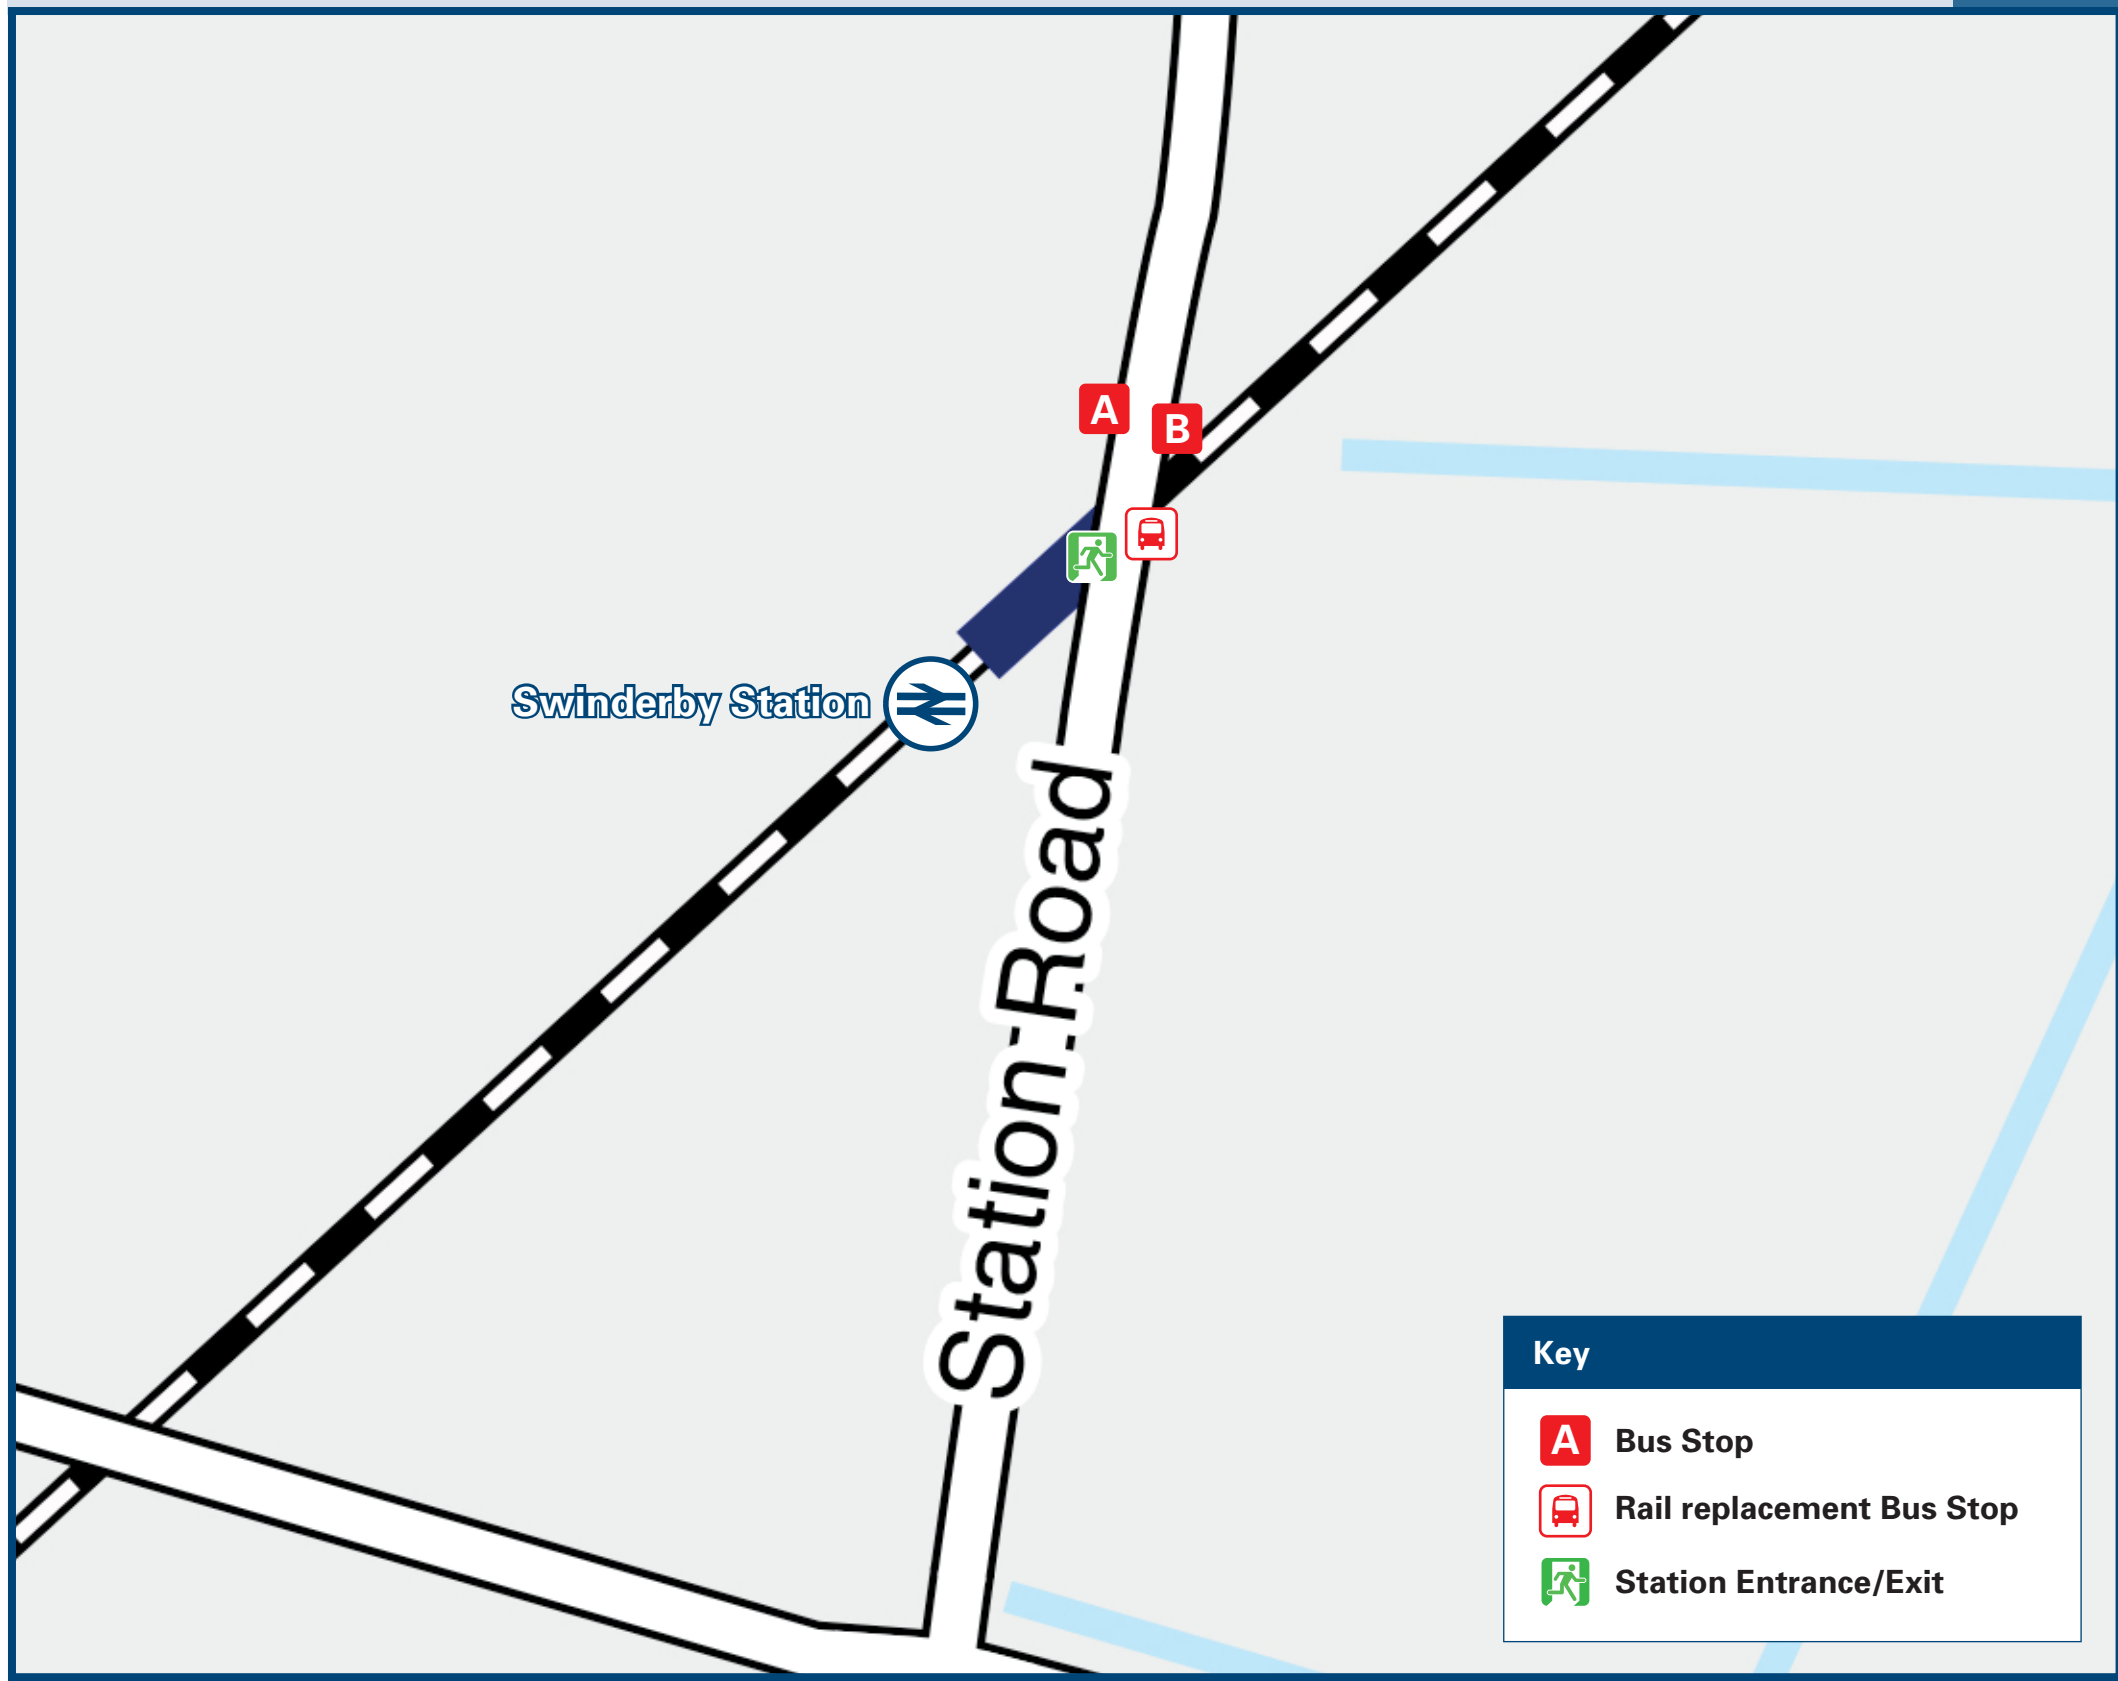 A
B
Swinderby Station
Station Road
Key
A Bus Stop
Rail replacement Bus Stop
Station Entrance/Exit